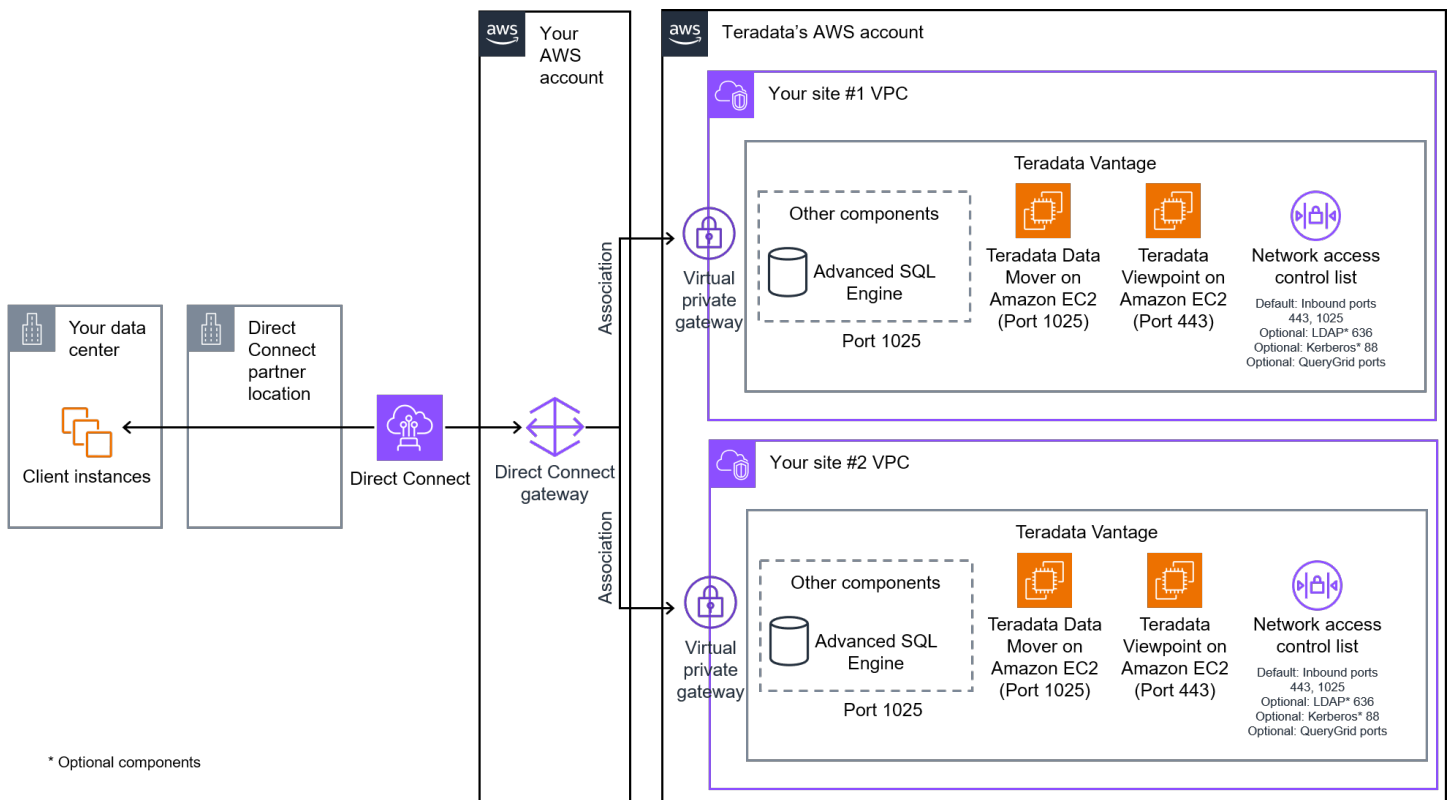 aws
Your
AWS
account
aws
Teradata's AWS account
Your site #1 VPC
Teradata Vantage
Other components
Advanced SQL
Engine
Port 1025
Teradata Data
Mover on
Amazon EC2
(Port 1025)
Teradata
Viewpoint on
Amazon EC2
(Port 443)
Network access
control list
Default: Inbound ports
443, 1025
Optional: LDAP* 636
Optional: Kerberos* 88
Optional: QueryGrid ports
Virtual
private
gateway
Association
Your data
center
Client instances
Direct
Connect
partner
location
Direct Connect
Direct Connect
gateway
Association
Your site #2 VPC
Teradata Vantage
Other components
Advanced SQL
Engine
Port 1025
Teradata Data
Mover on
Amazon EC2
(Port 1025)
Teradata
Viewpoint on
Amazon EC2
(Port 443)
Network access
control list
Default: Inbound ports
443, 1025
Optional: LDAP* 636
Optional: Kerberos* 88
Optional: QueryGrid ports
Virtual
private
gateway
* Optional components